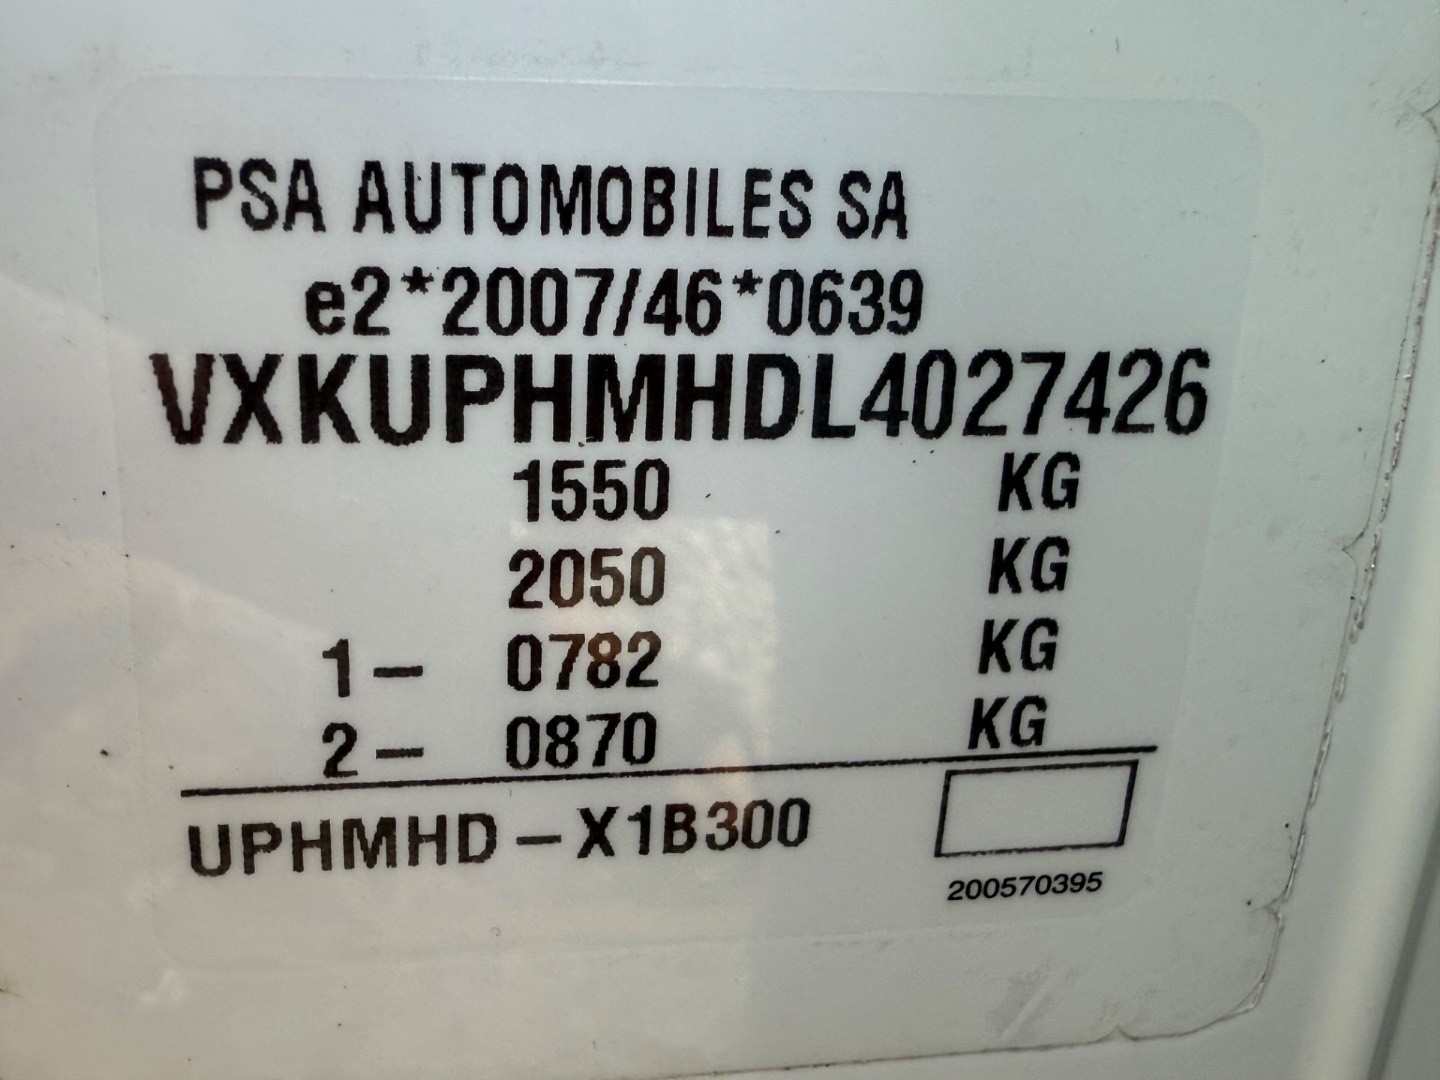 PSA AUTOMOBILES SA
e2*2007/46*0639
VXKUPHMHDL4027426
1550 KG
2050 KG
1- 0782 KG
2- 0870 KG
UPHMHD-X1B300
200570395